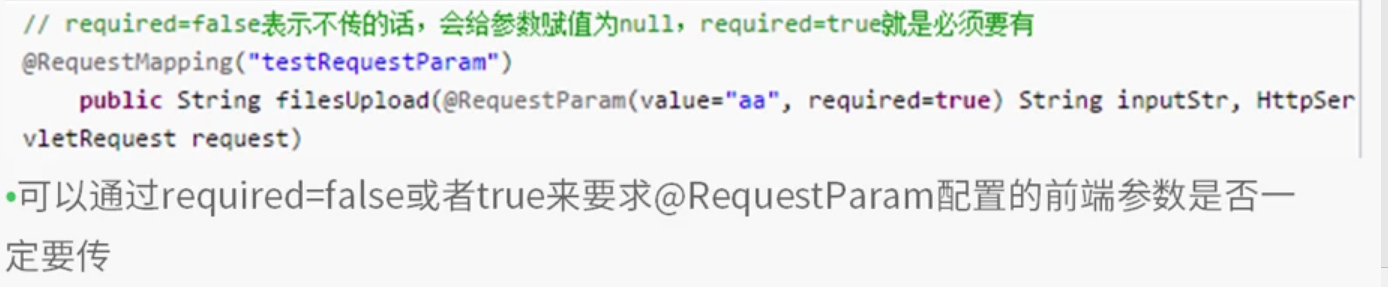 // required=false表示不传的话，会给参数赋值为null，required=true就是必须要有
@RequestMapping("testRequestParam")
    public String filesUpload(@RequestParam(value="aa", required=true) String inputStr, HttpSer
vletRequest request)
•可以通过required=false或者true来要求@RequestParam配置的前端参数是否一
定要传